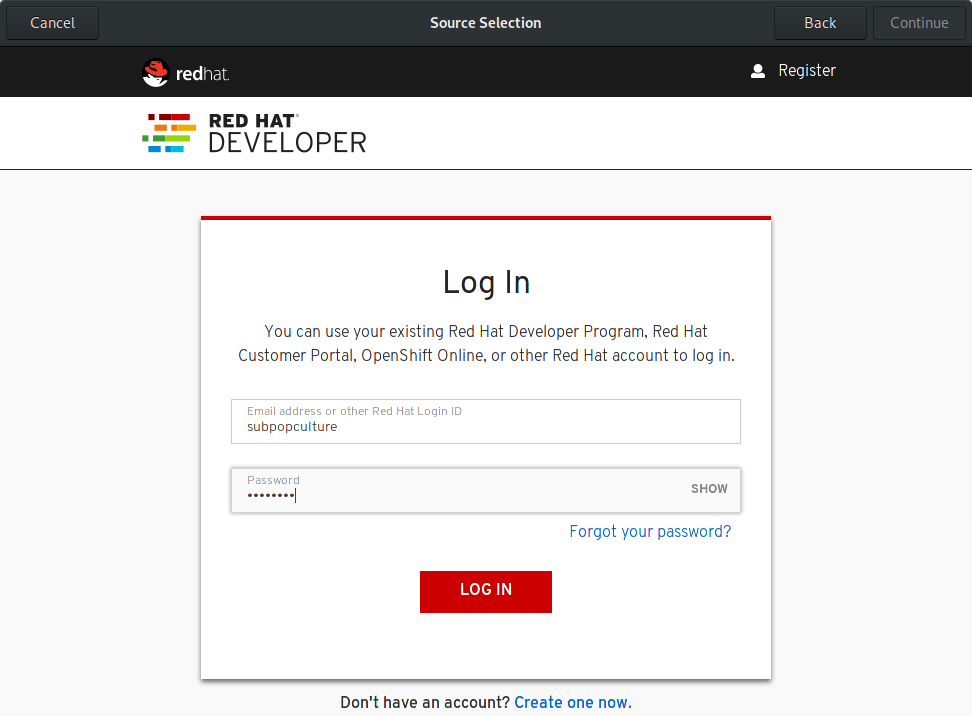 Cancel Source Selection Back Continue
redhat. Register
RED HAT®
DEVELOPER
Log In
You can use your existing Red Hat Developer Program, Red Hat
Customer Portal, OpenShift Online, or other Red Hat account to log in.
Email address or other Red Hat Login ID
subpopculture
Password
••••••••
SHOW
Forgot your password?
LOG IN
Don't have an account? Create one now.